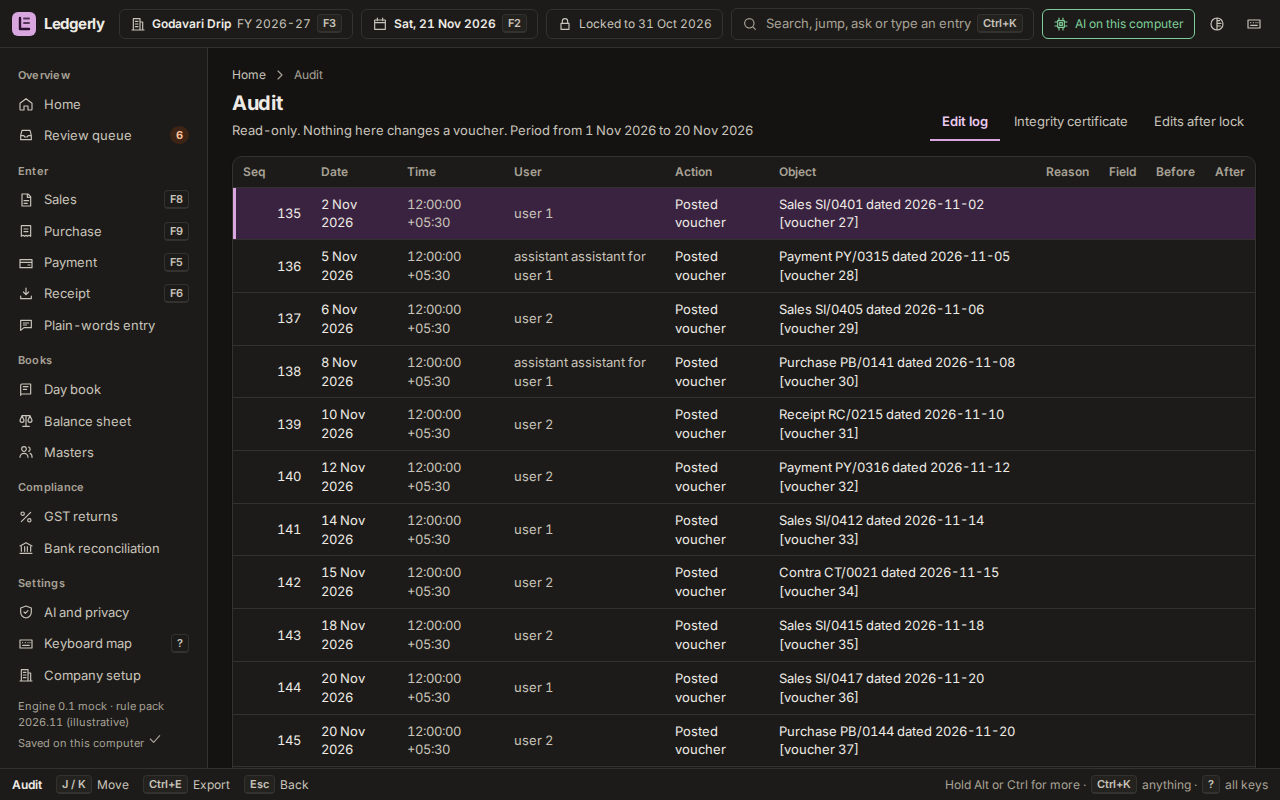 Ledgerly
Godavari Drip FY 2026-27 F3
Sat, 21 Nov 2026 F2
Locked to 31 Oct 2026
Search, jump, ask or type an entry Ctrl+K
AI on this computer
Overview
Home
Review queue 6
Enter
Sales F8
Purchase F9
Payment F5
Receipt F6
Plain-words entry
Books
Day book
Balance sheet
Masters
Compliance
GST returns
Bank reconciliation
Settings
AI and privacy
Keyboard map ?
Company setup
Engine 0.1 mock · rule pack
2026.11 (illustrative)
Saved on this computer
Home > Audit
Audit
Read-only. Nothing here changes a voucher. Period from 1 Nov 2026 to 20 Nov 2026
Edit log Integrity certificate Edits after lock
Seq Date Time User Action Object Reason Field Before After
135 2 Nov 2026 12:00:00 +05:30 user 1 Posted voucher Sales SI/0401 dated 2026-11-02 [voucher 27]
136 5 Nov 2026 12:00:00 +05:30 assistant assistant for user 1 Posted voucher Payment PY/0315 dated 2026-11-05 [voucher 28]
137 6 Nov 2026 12:00:00 +05:30 user 2 Posted voucher Sales SI/0405 dated 2026-11-06 [voucher 29]
138 8 Nov 2026 12:00:00 +05:30 assistant assistant for user 1 Posted voucher Purchase PB/0141 dated 2026-11-08 [voucher 30]
139 10 Nov 2026 12:00:00 +05:30 user 2 Posted voucher Receipt RC/0215 dated 2026-11-10 [voucher 31]
140 12 Nov 2026 12:00:00 +05:30 user 2 Posted voucher Payment PY/0316 dated 2026-11-12 [voucher 32]
141 14 Nov 2026 12:00:00 +05:30 user 1 Posted voucher Sales SI/0412 dated 2026-11-14 [voucher 33]
142 15 Nov 2026 12:00:00 +05:30 user 2 Posted voucher Contra CT/0021 dated 2026-11-15 [voucher 34]
143 18 Nov 2026 12:00:00 +05:30 user 2 Posted voucher Sales SI/0415 dated 2026-11-18 [voucher 35]
144 20 Nov 2026 12:00:00 +05:30 user 1 Posted voucher Sales SI/0417 dated 2026-11-20 [voucher 36]
145 20 Nov 2026 12:00:00 +05:30 user 2 Posted voucher Purchase PB/0144 dated 2026-11-20 [voucher 37]
Audit J / K Move Ctrl+E Export Esc Back
Hold Alt or Ctrl for more · Ctrl+K anything · ? all keys